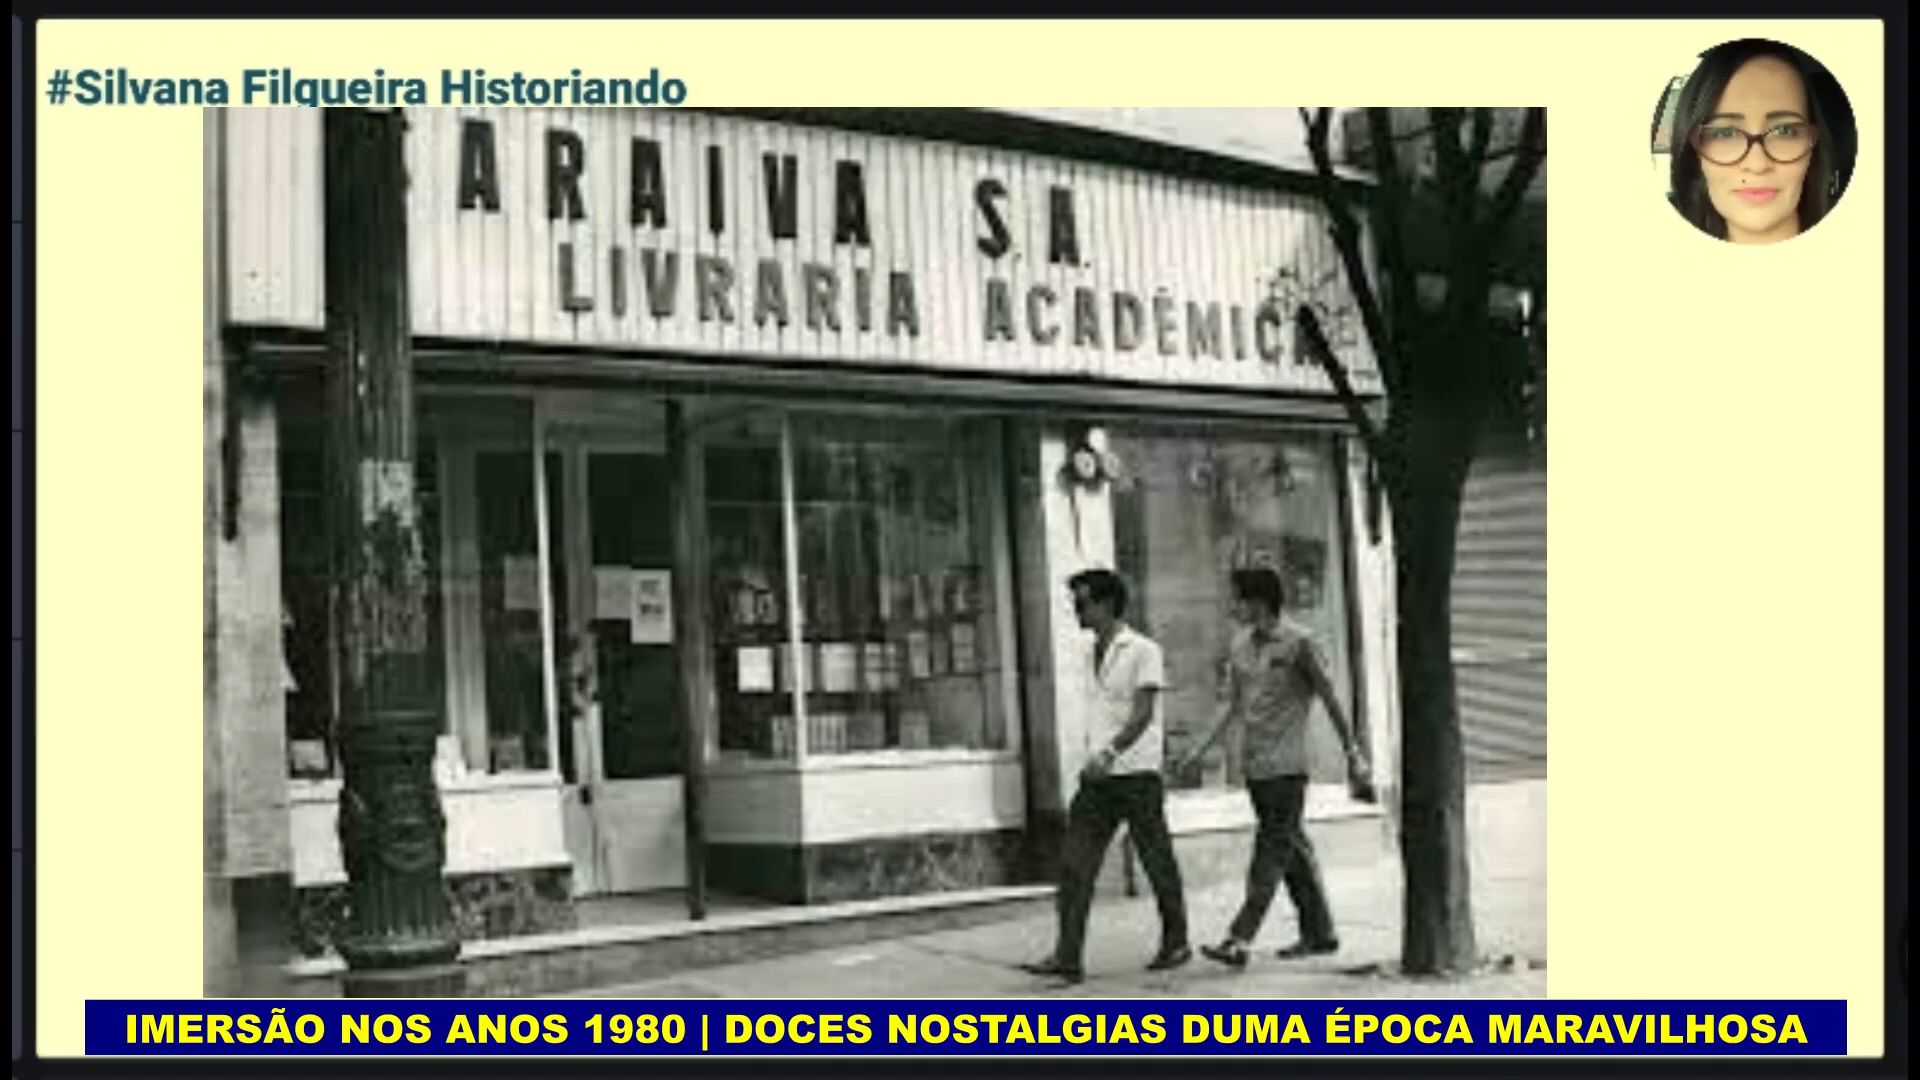 #Silvana Filgueira Historiando
ARAIVA S.A.
LIVRARIA ACADÊMICA
IMERSÃO NOS ANOS 1980 | DOCES NOSTALGIAS DUMA ÉPOCA MARAVILHOSA